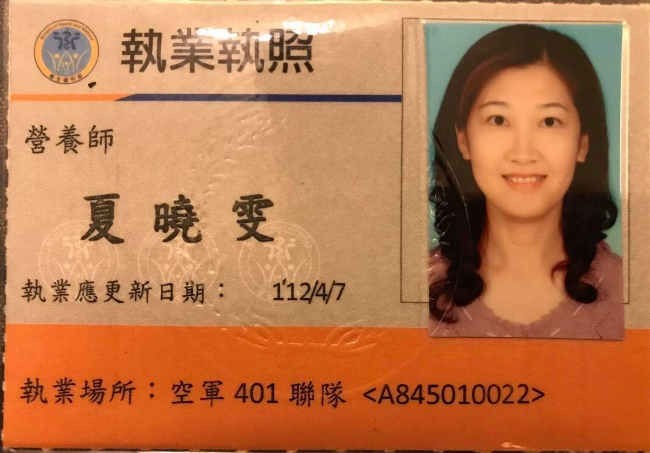 執業執照
營養師
夏曉雯
執業應更新日期： 112/4/7
執業場所：空軍 401 聯隊 <A845010022>